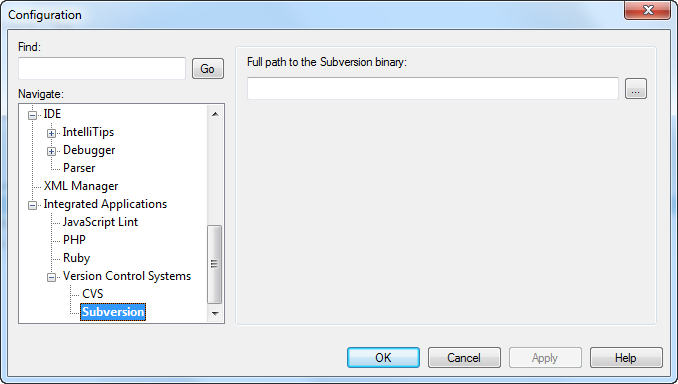 Configuration
Find:
Go
Navigate:
IDE
IntelliTips
Debugger
Parser
XML Manager
Integrated Applications
JavaScript Lint
PHP
Ruby
Version Control Systems
CVS
Subversion
Full path to the Subversion binary:
...
OK
Cancel
Apply
Help